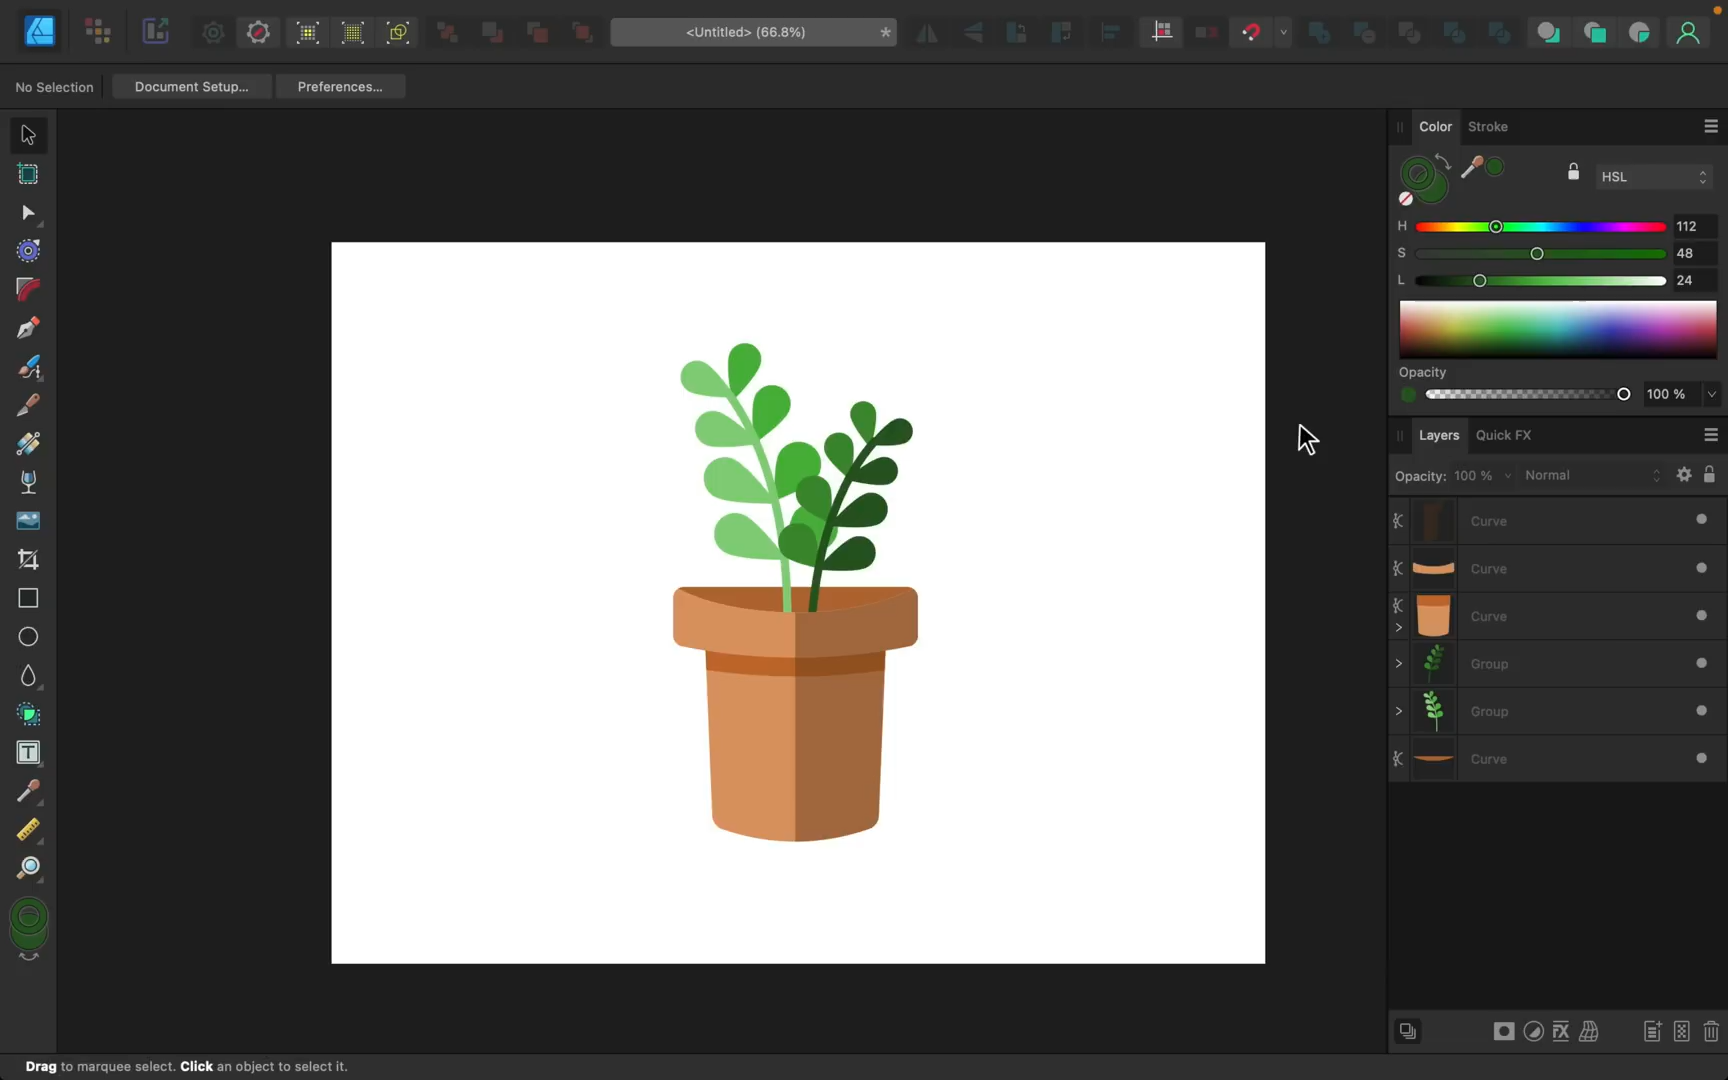 <Untitled> (66.8%)
*
No Selection
Document Setup...
Preferences...
Color
Stroke
HSL
H
112
S
48
L
24
Opacity
100 %
Layers
Quick FX
Opacity: 100 %
Normal
Curve
Curve
Curve
Group
Group
Curve
Drag to marquee select. Click an object to select it.